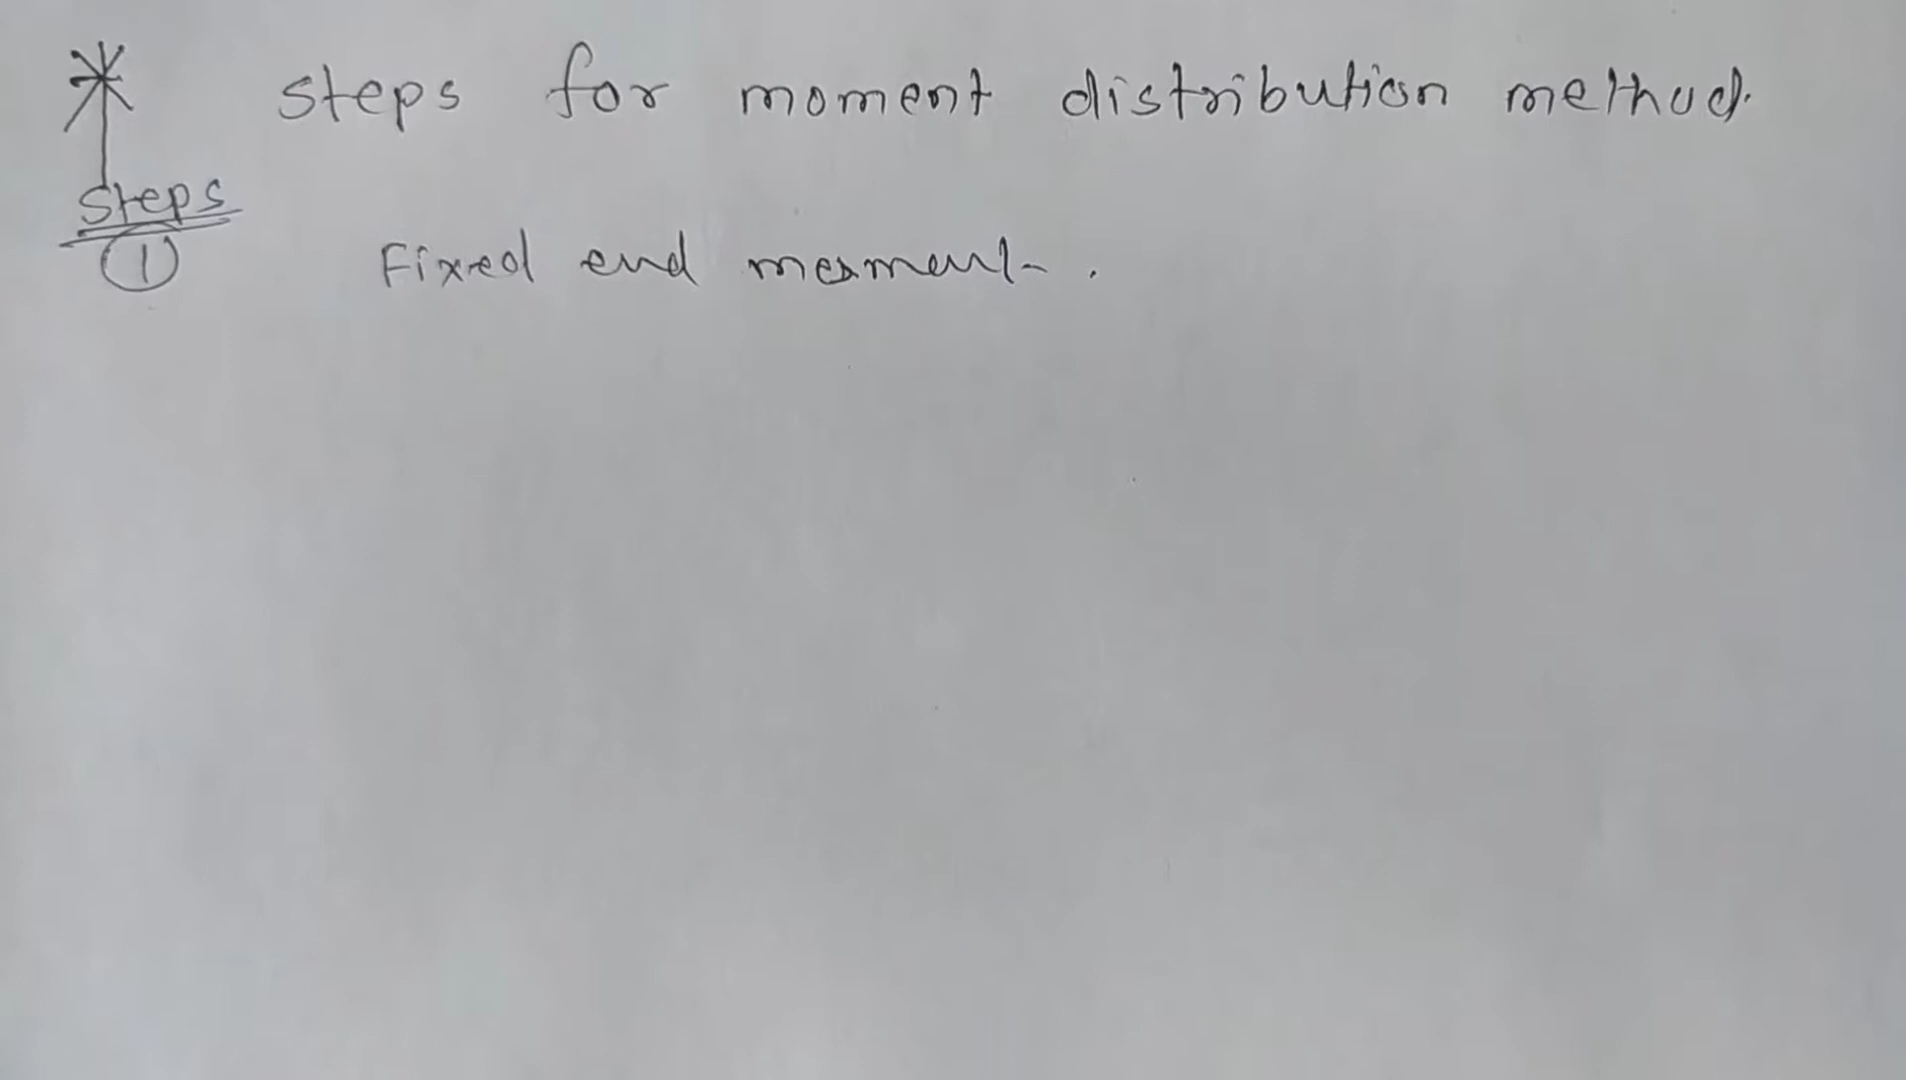 steps for moment distribution method.
steps
① Fixed end moment.